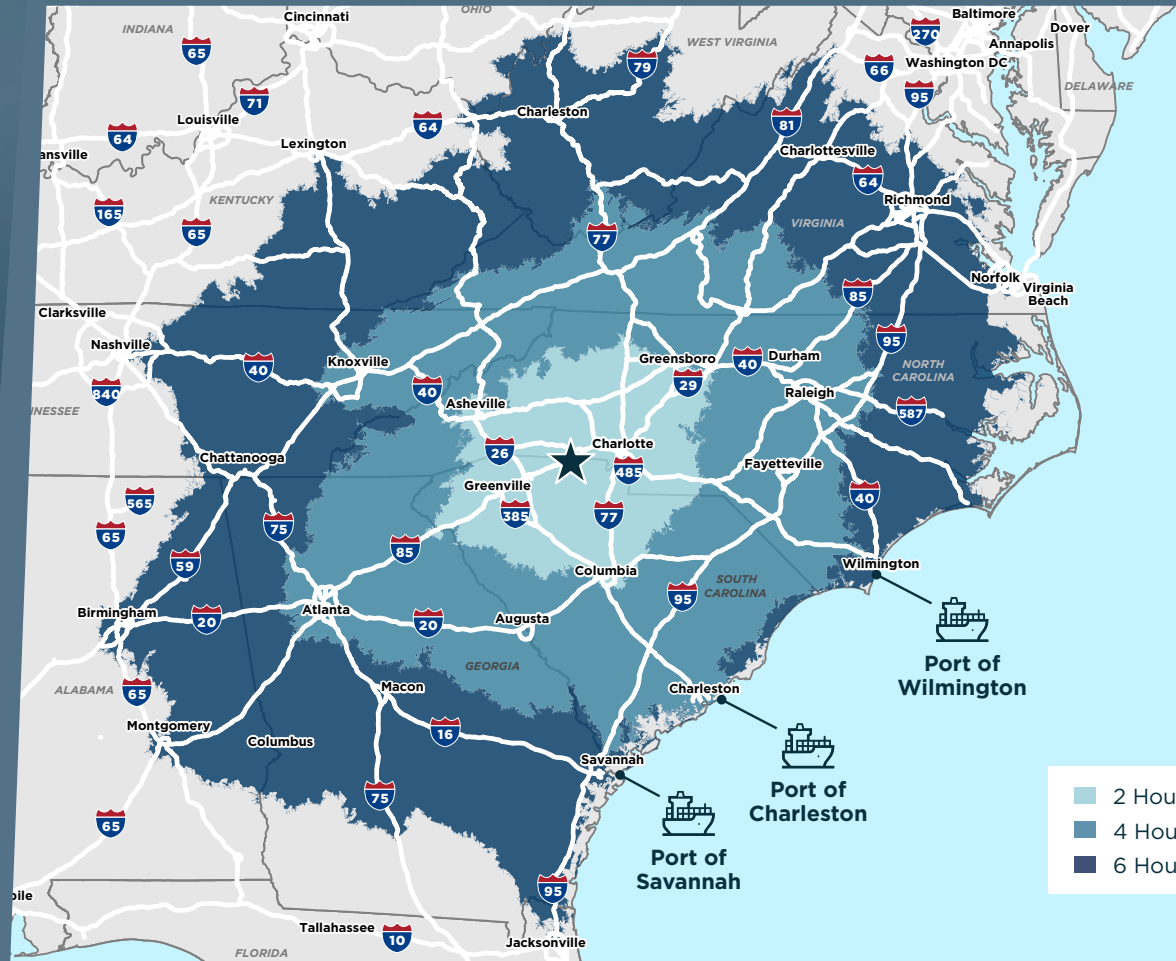 OHIO
Cincinnati
Baltimore
INDIANA
Dover
270
WEST VIRGINIA
Annapolis
65
79
66
Washington DC
DELAWARE
71
95
Charleston
Louisville
64
64
81
Lexington
Charlottesville
ansville
64
KENTUCKY
Richmond
165
VIRGINIA
65
77
Norfolk
Virginia
Beach
85
Clarksville
95
Nashville
Greensboro
Durham
40
Knoxville
40
NORTH
CAROLINA
29
840
40
Raleigh
NNESSEE
Asheville
587
Charlotte
26
Chattanooga
485
Fayetteville
Greenville
565
40
385
77
75
65
85
59
Wilmington
Columbia
SOUTH
CAROLINA
95
Birmingham
Atlanta
20
20
Augusta
Port of
Wilmington
GEORGIA
ALABAMA
65
Macon
Charleston
Montgomery
16
Columbus
Savannah
Port of
Charleston
75
65
Port of
Savannah
2 Hou
4 Hou
6 Hou
95
bile
Tallahassee
10
Jacksonville
FLORIDA